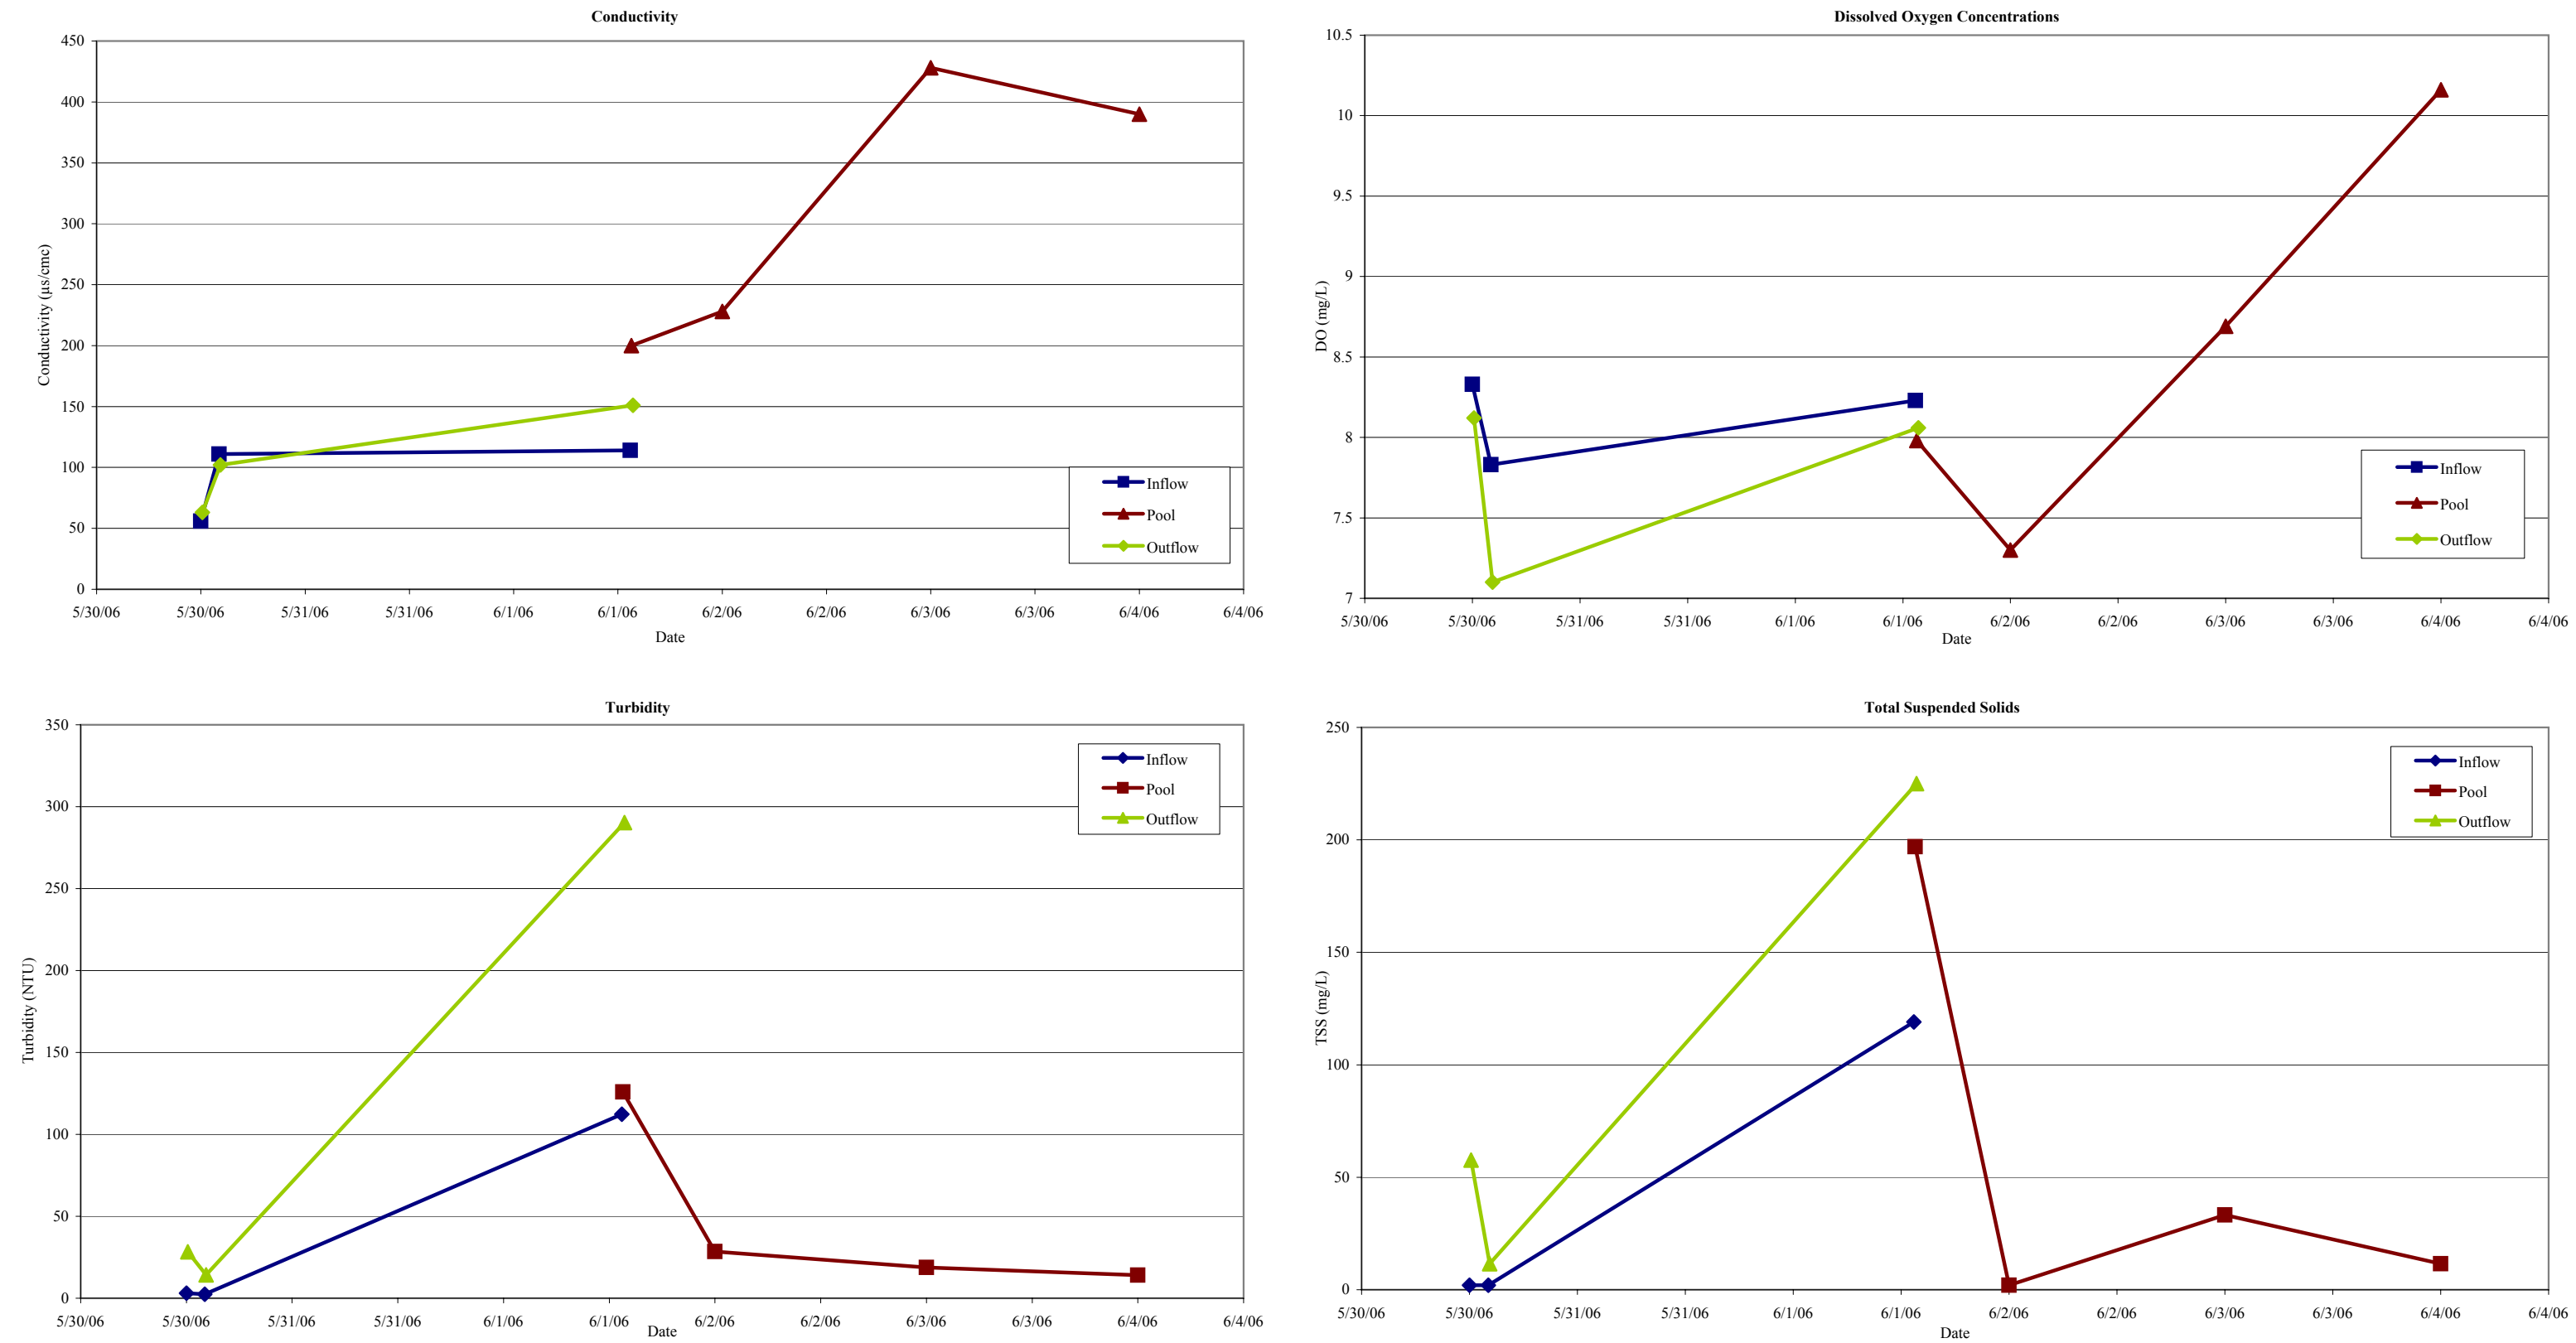 Conductivity
450
400
350
300
250
200
150
100
50
0
Conductivity (µs/cmc)
5/30/06 5/30/06 5/31/06 5/31/06 6/1/06 6/1/06 6/2/06 6/2/06 6/3/06 6/3/06 6/4/06 6/4/06
Date
Inflow
Pool
Outflow
Dissolved Oxygen Concentrations
10.5
10
9.5
9
8.5
8
7.5
7
DO (mg/L)
5/30/06 5/30/06 5/31/06 5/31/06 6/1/06 6/1/06 6/2/06 6/2/06 6/3/06 6/3/06 6/4/06 6/4/06
Date
Inflow
Pool
Outflow
Turbidity
350
300
250
200
150
100
50
0
Turbidity (NTU)
5/30/06 5/30/06 5/31/06 5/31/06 6/1/06 6/1/06 6/2/06 6/2/06 6/3/06 6/3/06 6/4/06 6/4/06
Date
Inflow
Pool
Outflow
Total Suspended Solids
250
200
150
100
50
0
TSS (mg/L)
5/30/06 5/30/06 5/31/06 5/31/06 6/1/06 6/1/06 6/2/06 6/2/06 6/3/06 6/3/06 6/4/06 6/4/06
Date
Inflow
Pool
Outflow